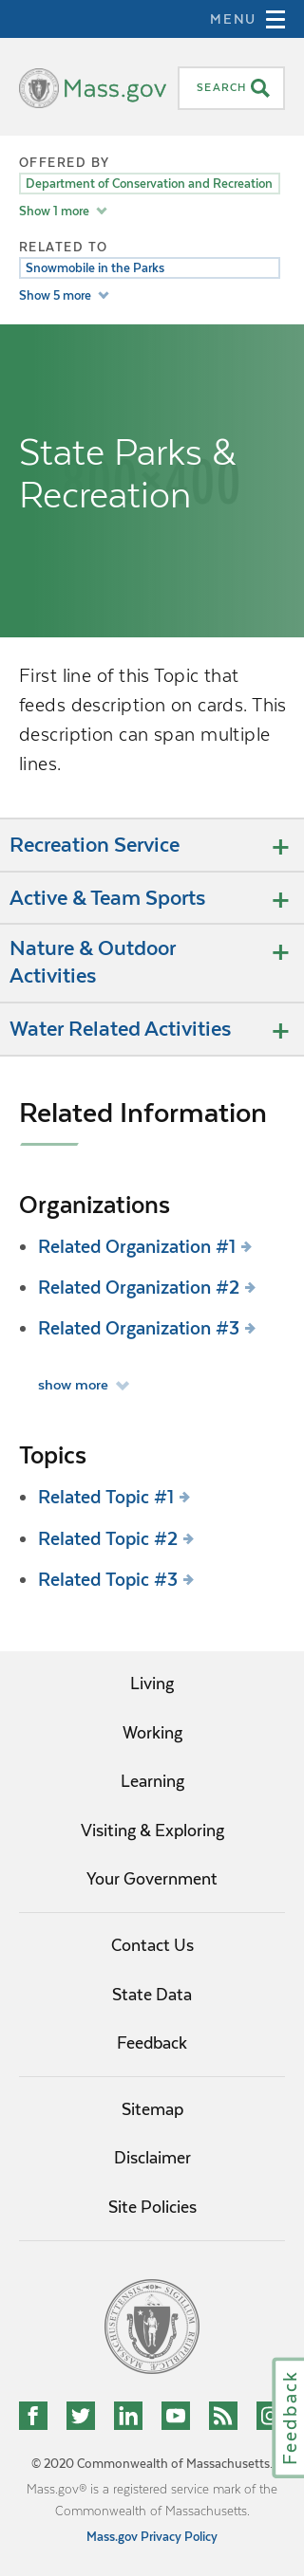 MENU
Mass.gov
SEARCH
OFFERED BY
Department of Conservation and Recreation
Show 1 more
RELATED TO
Snowmobile in the Parks
Show 5 more
State Parks &
Recreation
First line of this Topic that
feeds description on cards. This
description can span multiple
lines.
Recreation Service
Active & Team Sports
Nature & Outdoor
Activities
Water Related Activities
Related Information
Organizations
Related Organization #1
Related Organization #2
Related Organization #3
show more
Topics
Related Topic #1
Related Topic #2
Related Topic #3
Living
Working
Learning
Visiting & Exploring
Your Government
Contact Us
State Data
Feedback
Sitemap
Disclaimer
Site Policies
Feedback
© 2020 Commonwealth of Massachusetts.
Mass.gov® is a registered service mark of the
Commonwealth of Massachusetts.
Mass.gov Privacy Policy